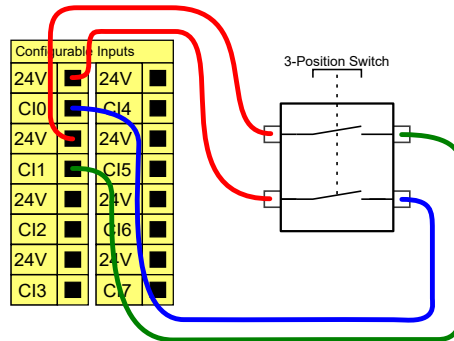 Configurable Inputs
3-Position Switch
24V 24V
CI0 CI4
24V 24V
CI1 CI5
24V 24V
CI2 CI6
24V 24V
CI3 CI7